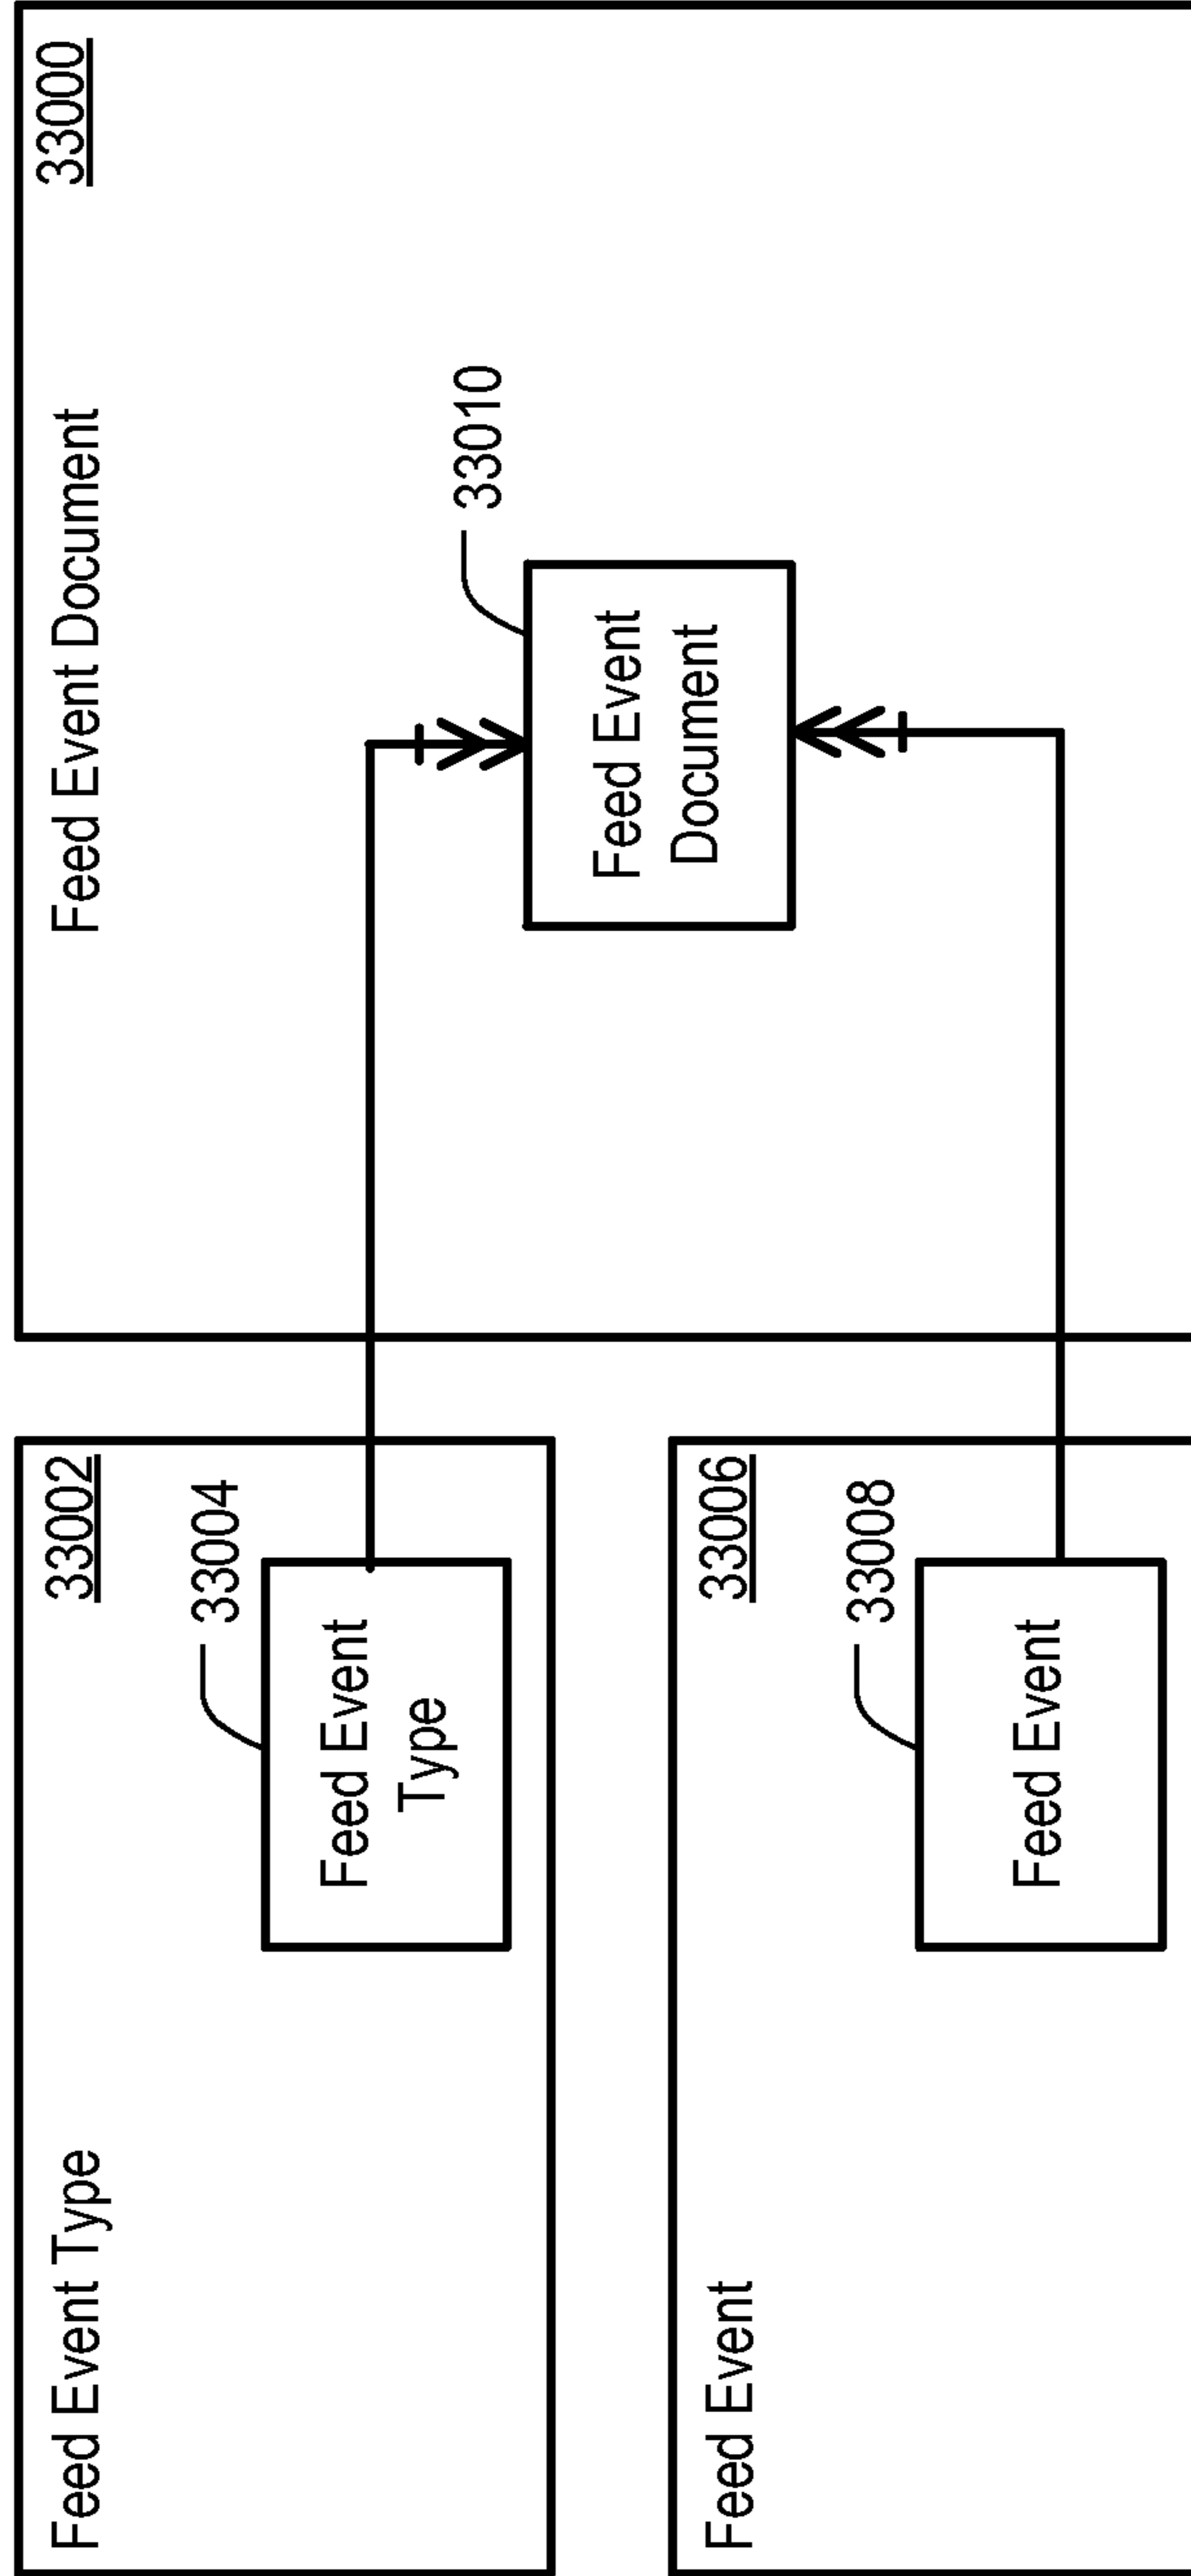 Feed Event Type
33002
33004
Feed Event
Type
Feed Event
33006
33008
Feed Event
Feed Event Document
33000
33010
Feed Event
Document